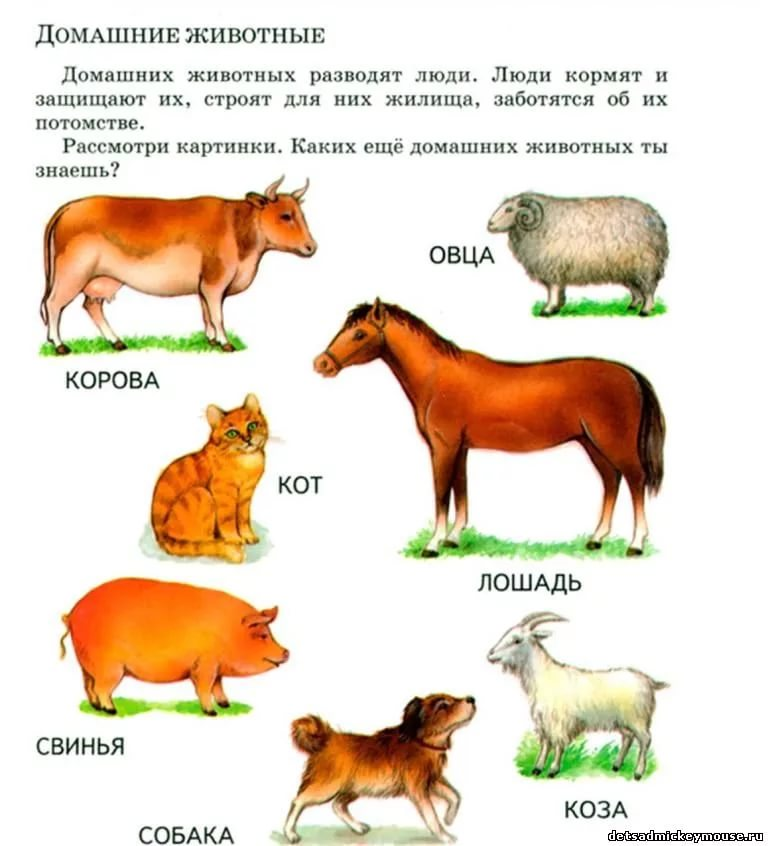 ДОМАШНИЕ ЖИВОТНЫЕ
Домашних животных разводят люди. Люди кормят и
защищают их, строят для них жилища, заботятся об их
потомстве.
Рассмотри картинки. Каких ещё домашних животных ты
знаешь?
ОВЦА
КОРОВА
КОТ
ЛОШАДЬ
СВИНЬЯ
КОЗА
СОБАКА
detsadmickeymouse.ru